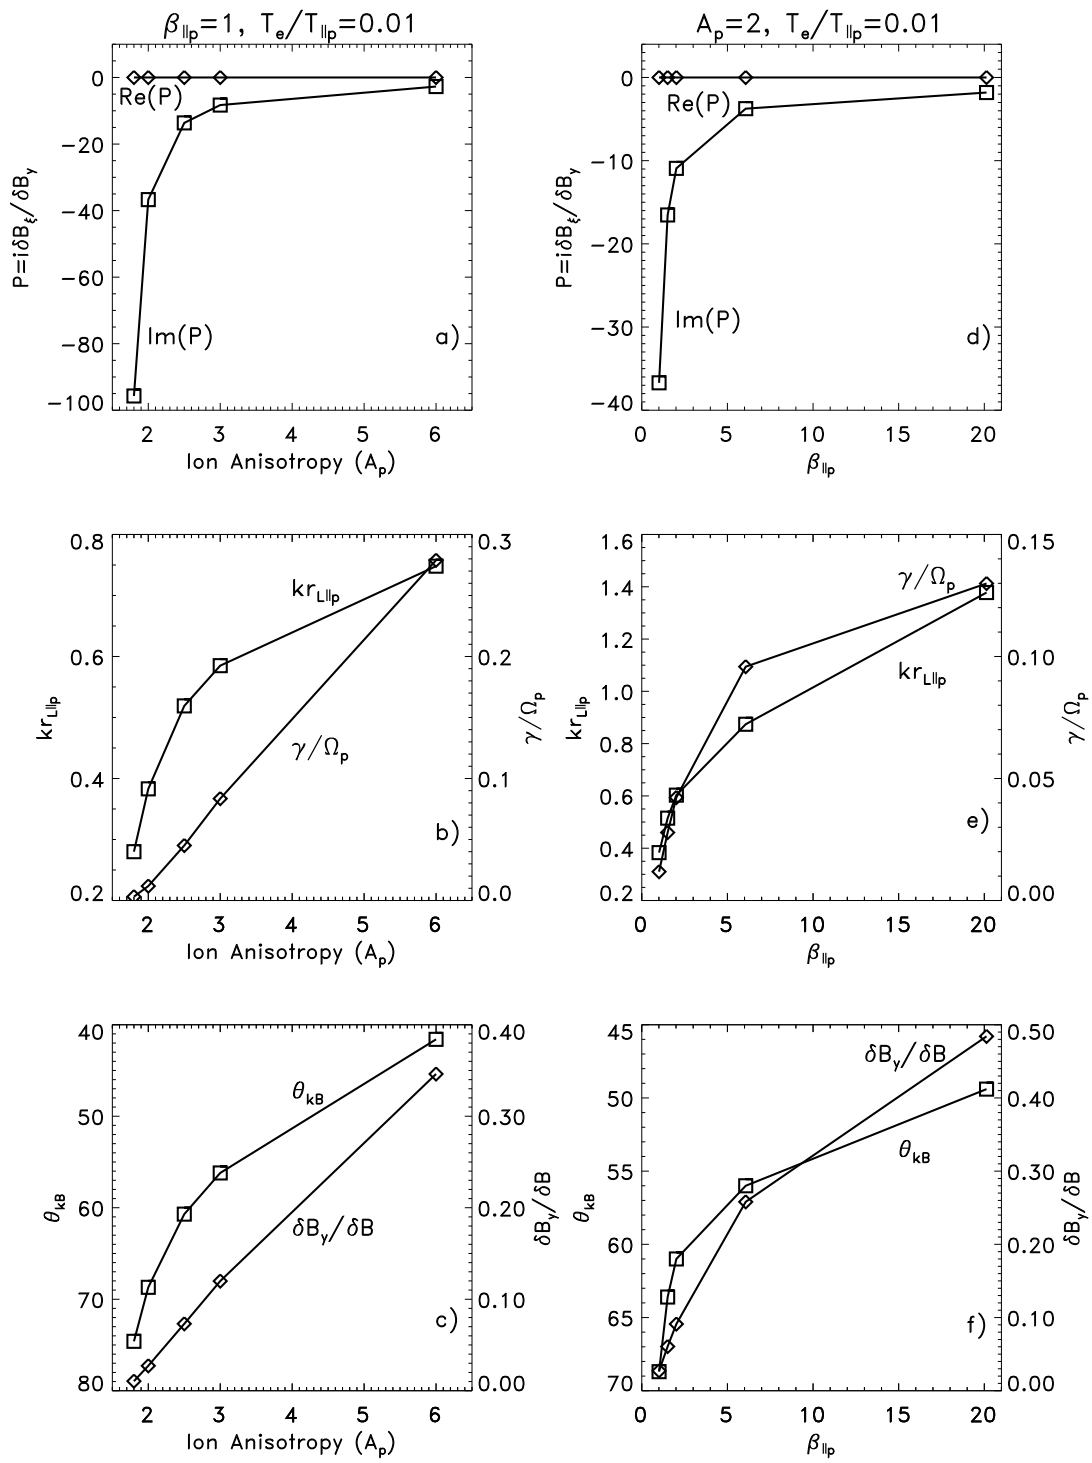 β‖p=1, Te/T‖p=0.01
0
−20
−40
−60
−80
−100
P=iδBξ/δBy
Re(P)
Im(P)
a)
2 3 4 5 6
Ion Anisotropy (Ap)
Ap=2, Te/T‖p=0.01
0
−10
−20
−30
−40
P=iδBξ/δBy
Re(P)
Im(P)
d)
0 5 10 15 20
β‖p
0.8
0.6
0.4
0.2
krL‖p
krL‖p
γ/Ωp
b)
0.3
0.2
0.1
0.0
γ/Ωp
2 3 4 5 6
Ion Anisotropy (Ap)
1.6
1.4
1.2
1.0
0.8
0.6
0.4
0.2
krL‖p
γ/Ωp
krL‖p
e)
0.15
0.10
0.05
0.00
γ/Ωp
0 5 10 15 20
β‖p
40
50
60
70
80
θkB
θkB
δBy/δB
c)
0.40
0.30
0.20
0.10
0.00
δBy/δB
2 3 4 5 6
Ion Anisotropy (Ap)
45
50
55
60
65
70
θkB
δBy/δB
θkB
f)
0.50
0.40
0.30
0.20
0.10
0.00
δBy/δB
0 5 10 15 20
β‖p